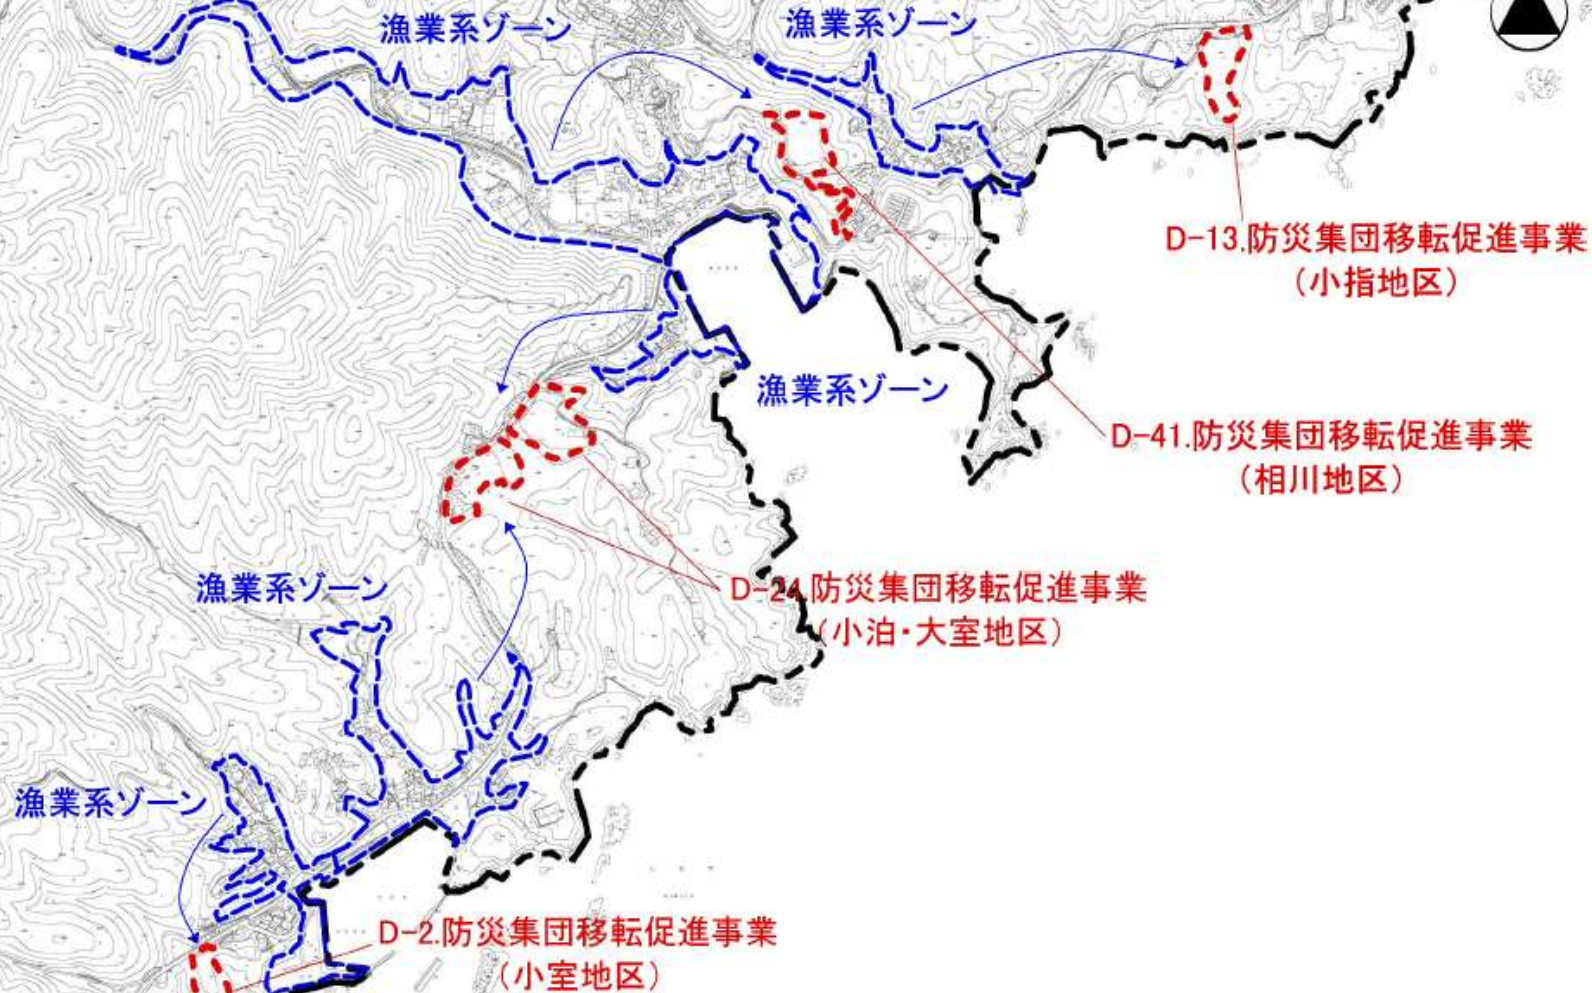 漁業系ゾーン
漁業系ゾーン
D-13.防災集団移転促進事業
(小指地区)
漁業系ゾーン
D-41.防災集団移転促進事業
(相川地区)
漁業系ゾーン
D-24.防災集団移転促進事業
(小泊・大室地区)
漁業系ゾーン
D-2.防災集団移転促進事業
(小室地区)